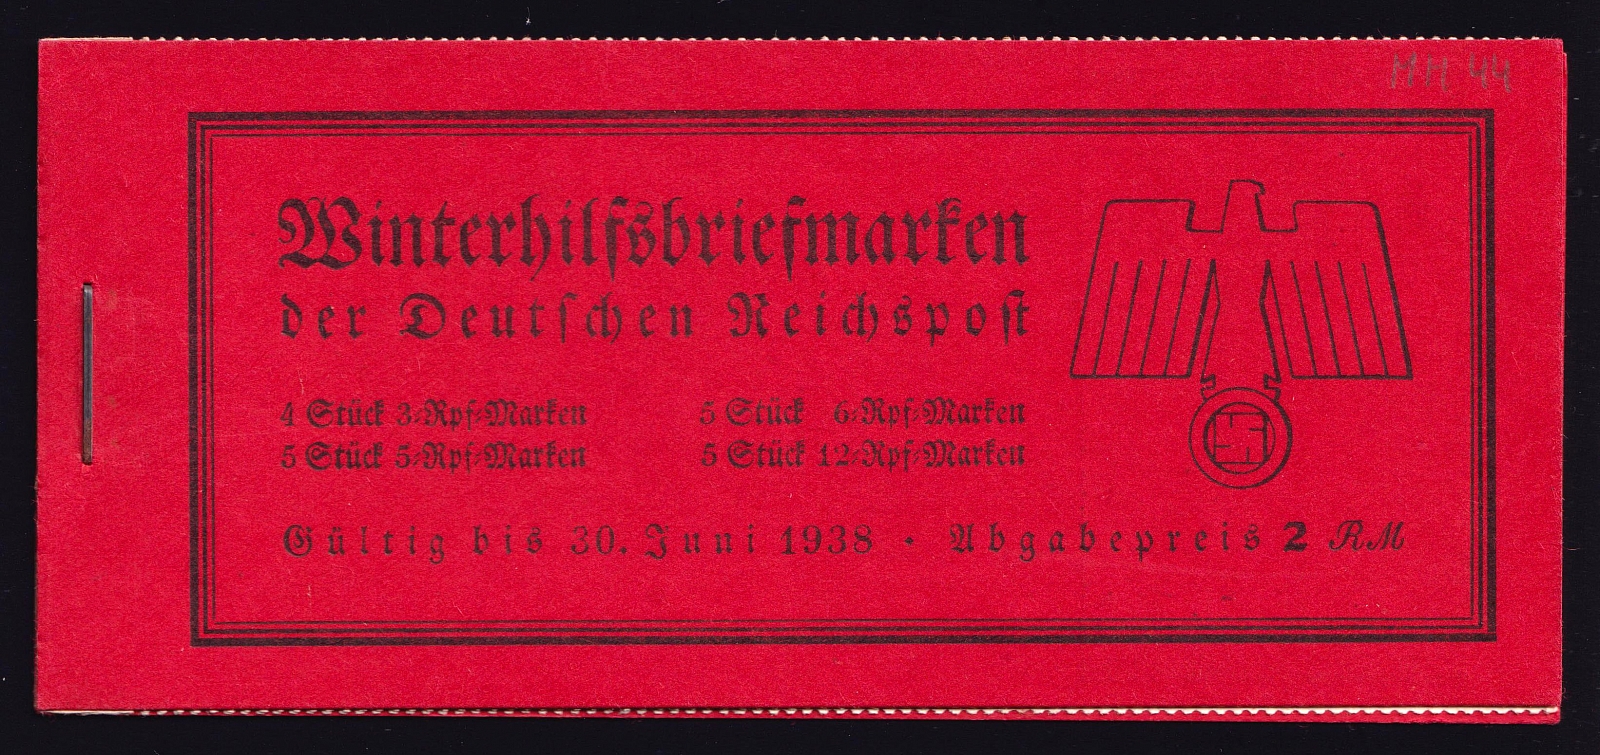 MH 44
Winterhilfsbriefmarken
der Deutſchen Reichspoſt
4 Stück 3-Rpf-Marken 5 Stück 6-Rpf-Marken
5 Stück 5-Rpf-Marken 5 Stück 12-Rpf-Marken
Gültig bis 30. Juni 1938 · Abgabepreis 2 RM